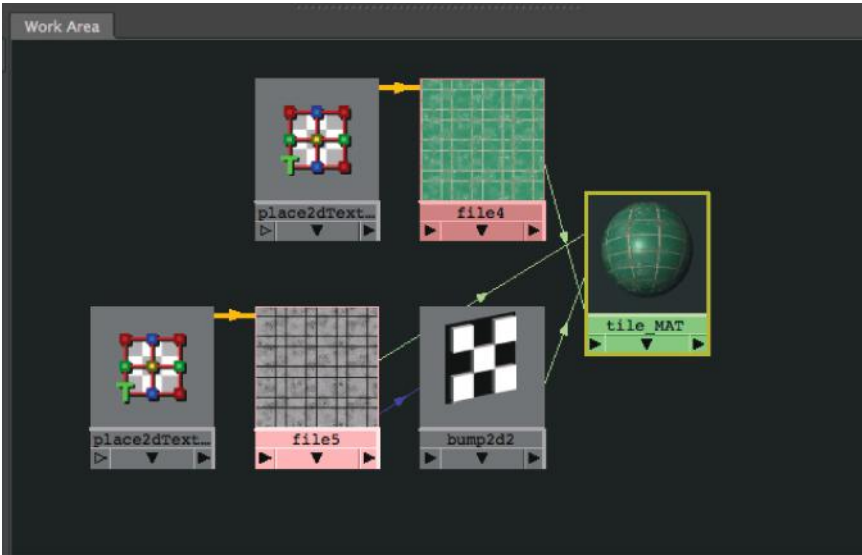 Work Area
place2dText...
file4
tile_MAT
place2dText...
file5
bump2d2